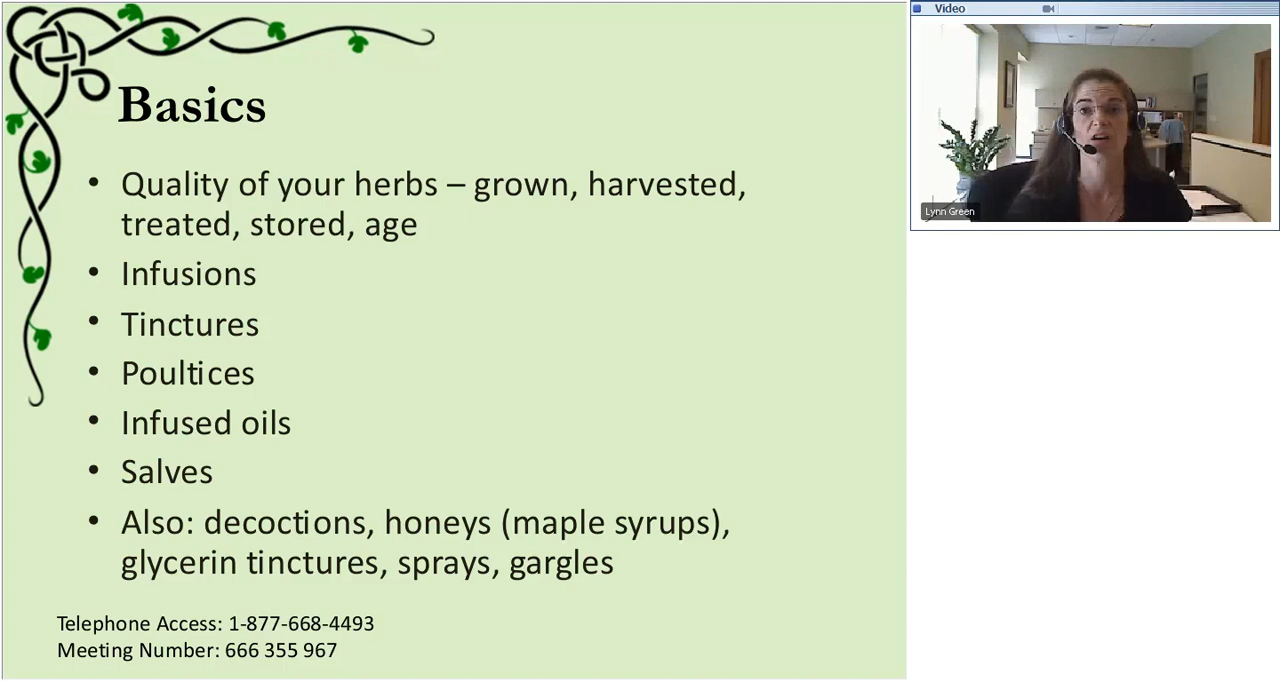 Basics
• Quality of your herbs – grown, harvested,
treated, stored, age
• Infusions
• Tinctures
• Poultices
• Infused oils
• Salves
• Also: decoctions, honeys (maple syrups),
glycerin tinctures, sprays, gargles
Telephone Access: 1-877-668-4493
Meeting Number: 666 355 967
Video
Lynn Green